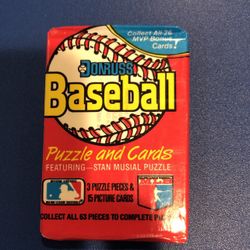 Collect All 26
MVP Bonus
Cards!
DONRUSS
Baseball
Puzzle and Cards
FEATURING—STAN MUSIAL PUZZLE
3 PUZZLE PIECES &
15 PICTURE CARDS
COLLECT ALL 63 PIECES TO COMPLETE